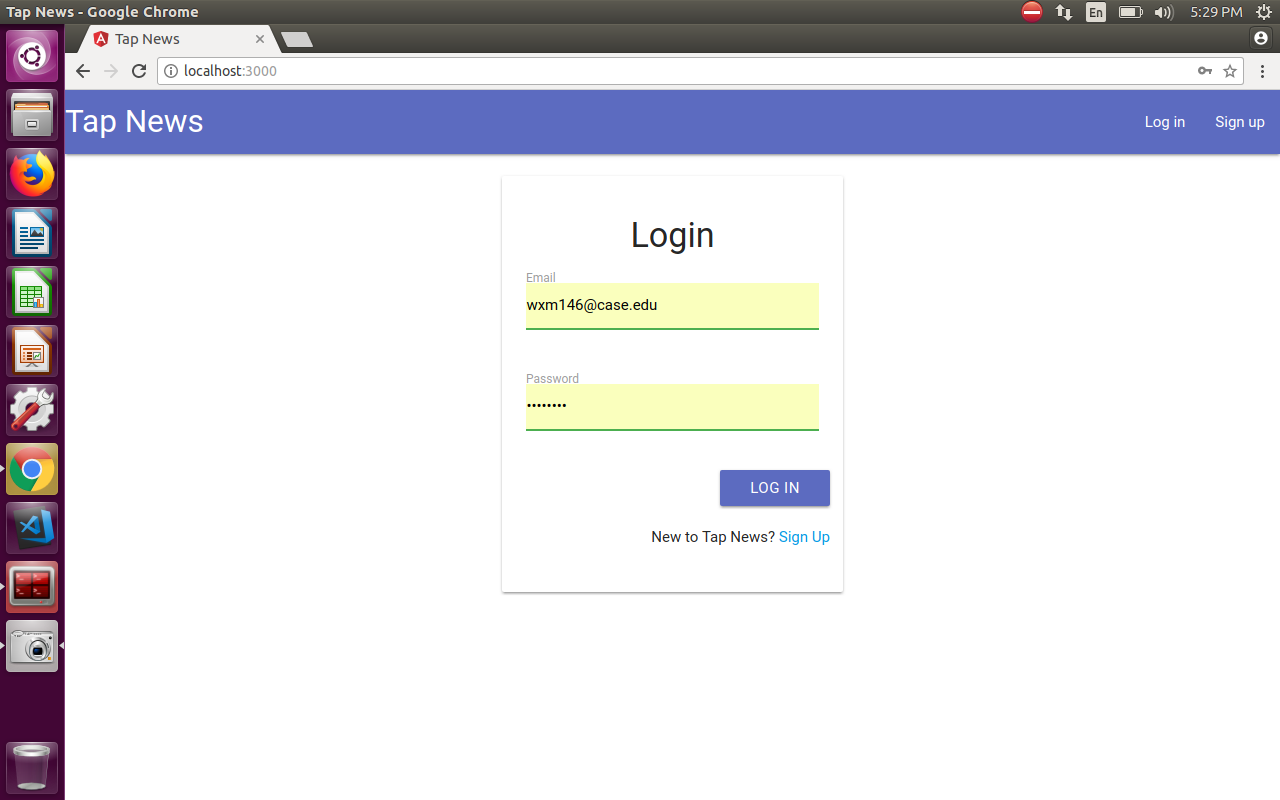 Tap News - Google Chrome
En
5:29 PM
Tap News
localhost:3000
Tap News
Log in
Sign up
Login
Email
wxm146@case.edu
Password
••••••••
LOG IN
New to Tap News? Sign Up